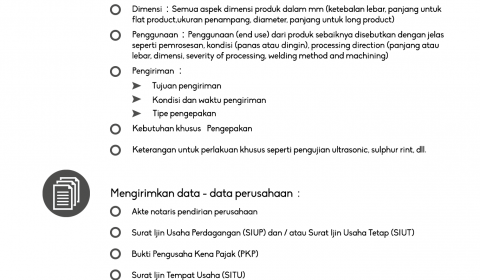 Dimensi : Semua aspek dimensi produk dalam mm (ketebalan lebar, panjang untuk
flat product,ukuran penampang, diameter, panjang untuk long product)
Penggunaan : Penggunaan (end use) dari produk sebaiknya disebutkan dengan jelas
seperti pemrosesan, kondisi (panas atau dingin), processing direction (panjang atau
lebar, dimensi, severity of processing, welding method and machining)
Pengiriman :
Tujuan pengiriman
Kondisi dan waktu pengiriman
Tipe pengepakan
Kebutuhan khusus Pengepakan
Keterangan untuk perlakuan khusus seperti pengujian ultrasonic, sulphur rint, dll.
Mengirimkan data - data perusahaan :
Akte notaris pendirian perusahaan
Surat Ijin Usaha Perdagangan (SIUP) dan / atau Surat Ijin Usaha Tetap (SIUT)
Bukti Pengusaha Kena Pajak (PKP)
Surat Ijin Tempat Usaha (SITU)